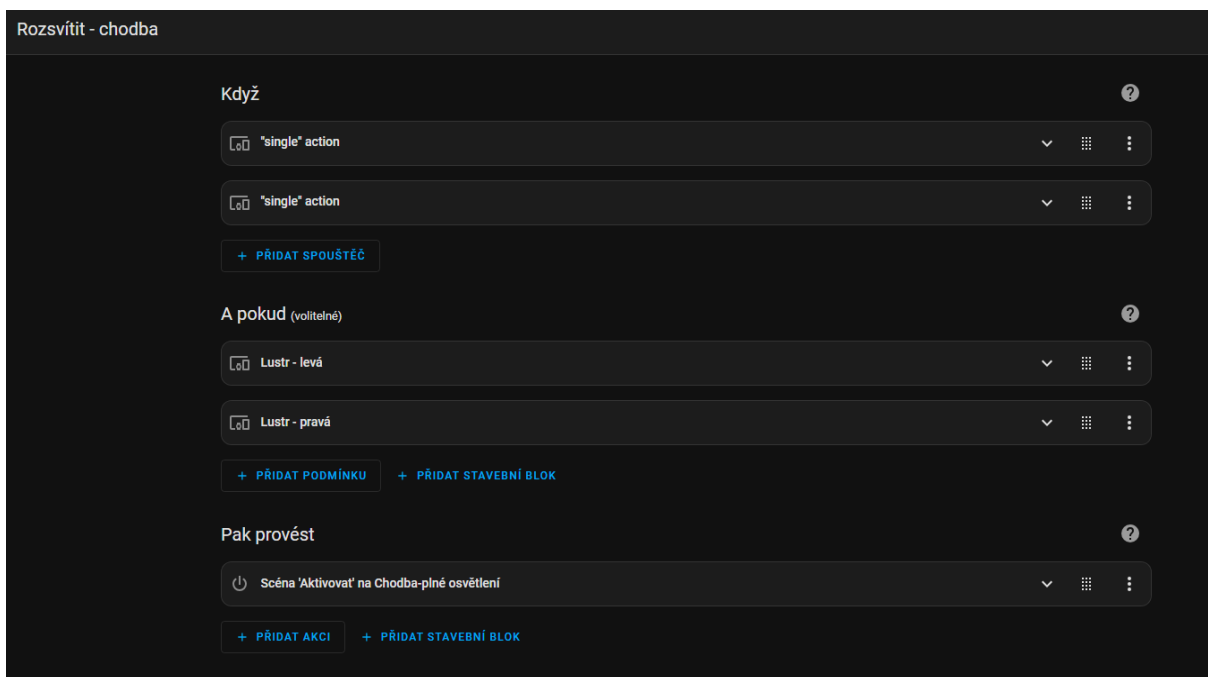 Rozsvítit - chodba
Když
"single" action
"single" action
+ PŘIDAT SPOUŠTĚČ
A pokud (volitelné)
Lustr - levá
Lustr - pravá
+ PŘIDAT PODMÍNKU + PŘIDAT STAVEBNÍ BLOK
Pak provést
Scéna 'Aktivovat' na Chodba-plné osvětlení
+ PŘIDAT AKCI + PŘIDAT STAVEBNÍ BLOK